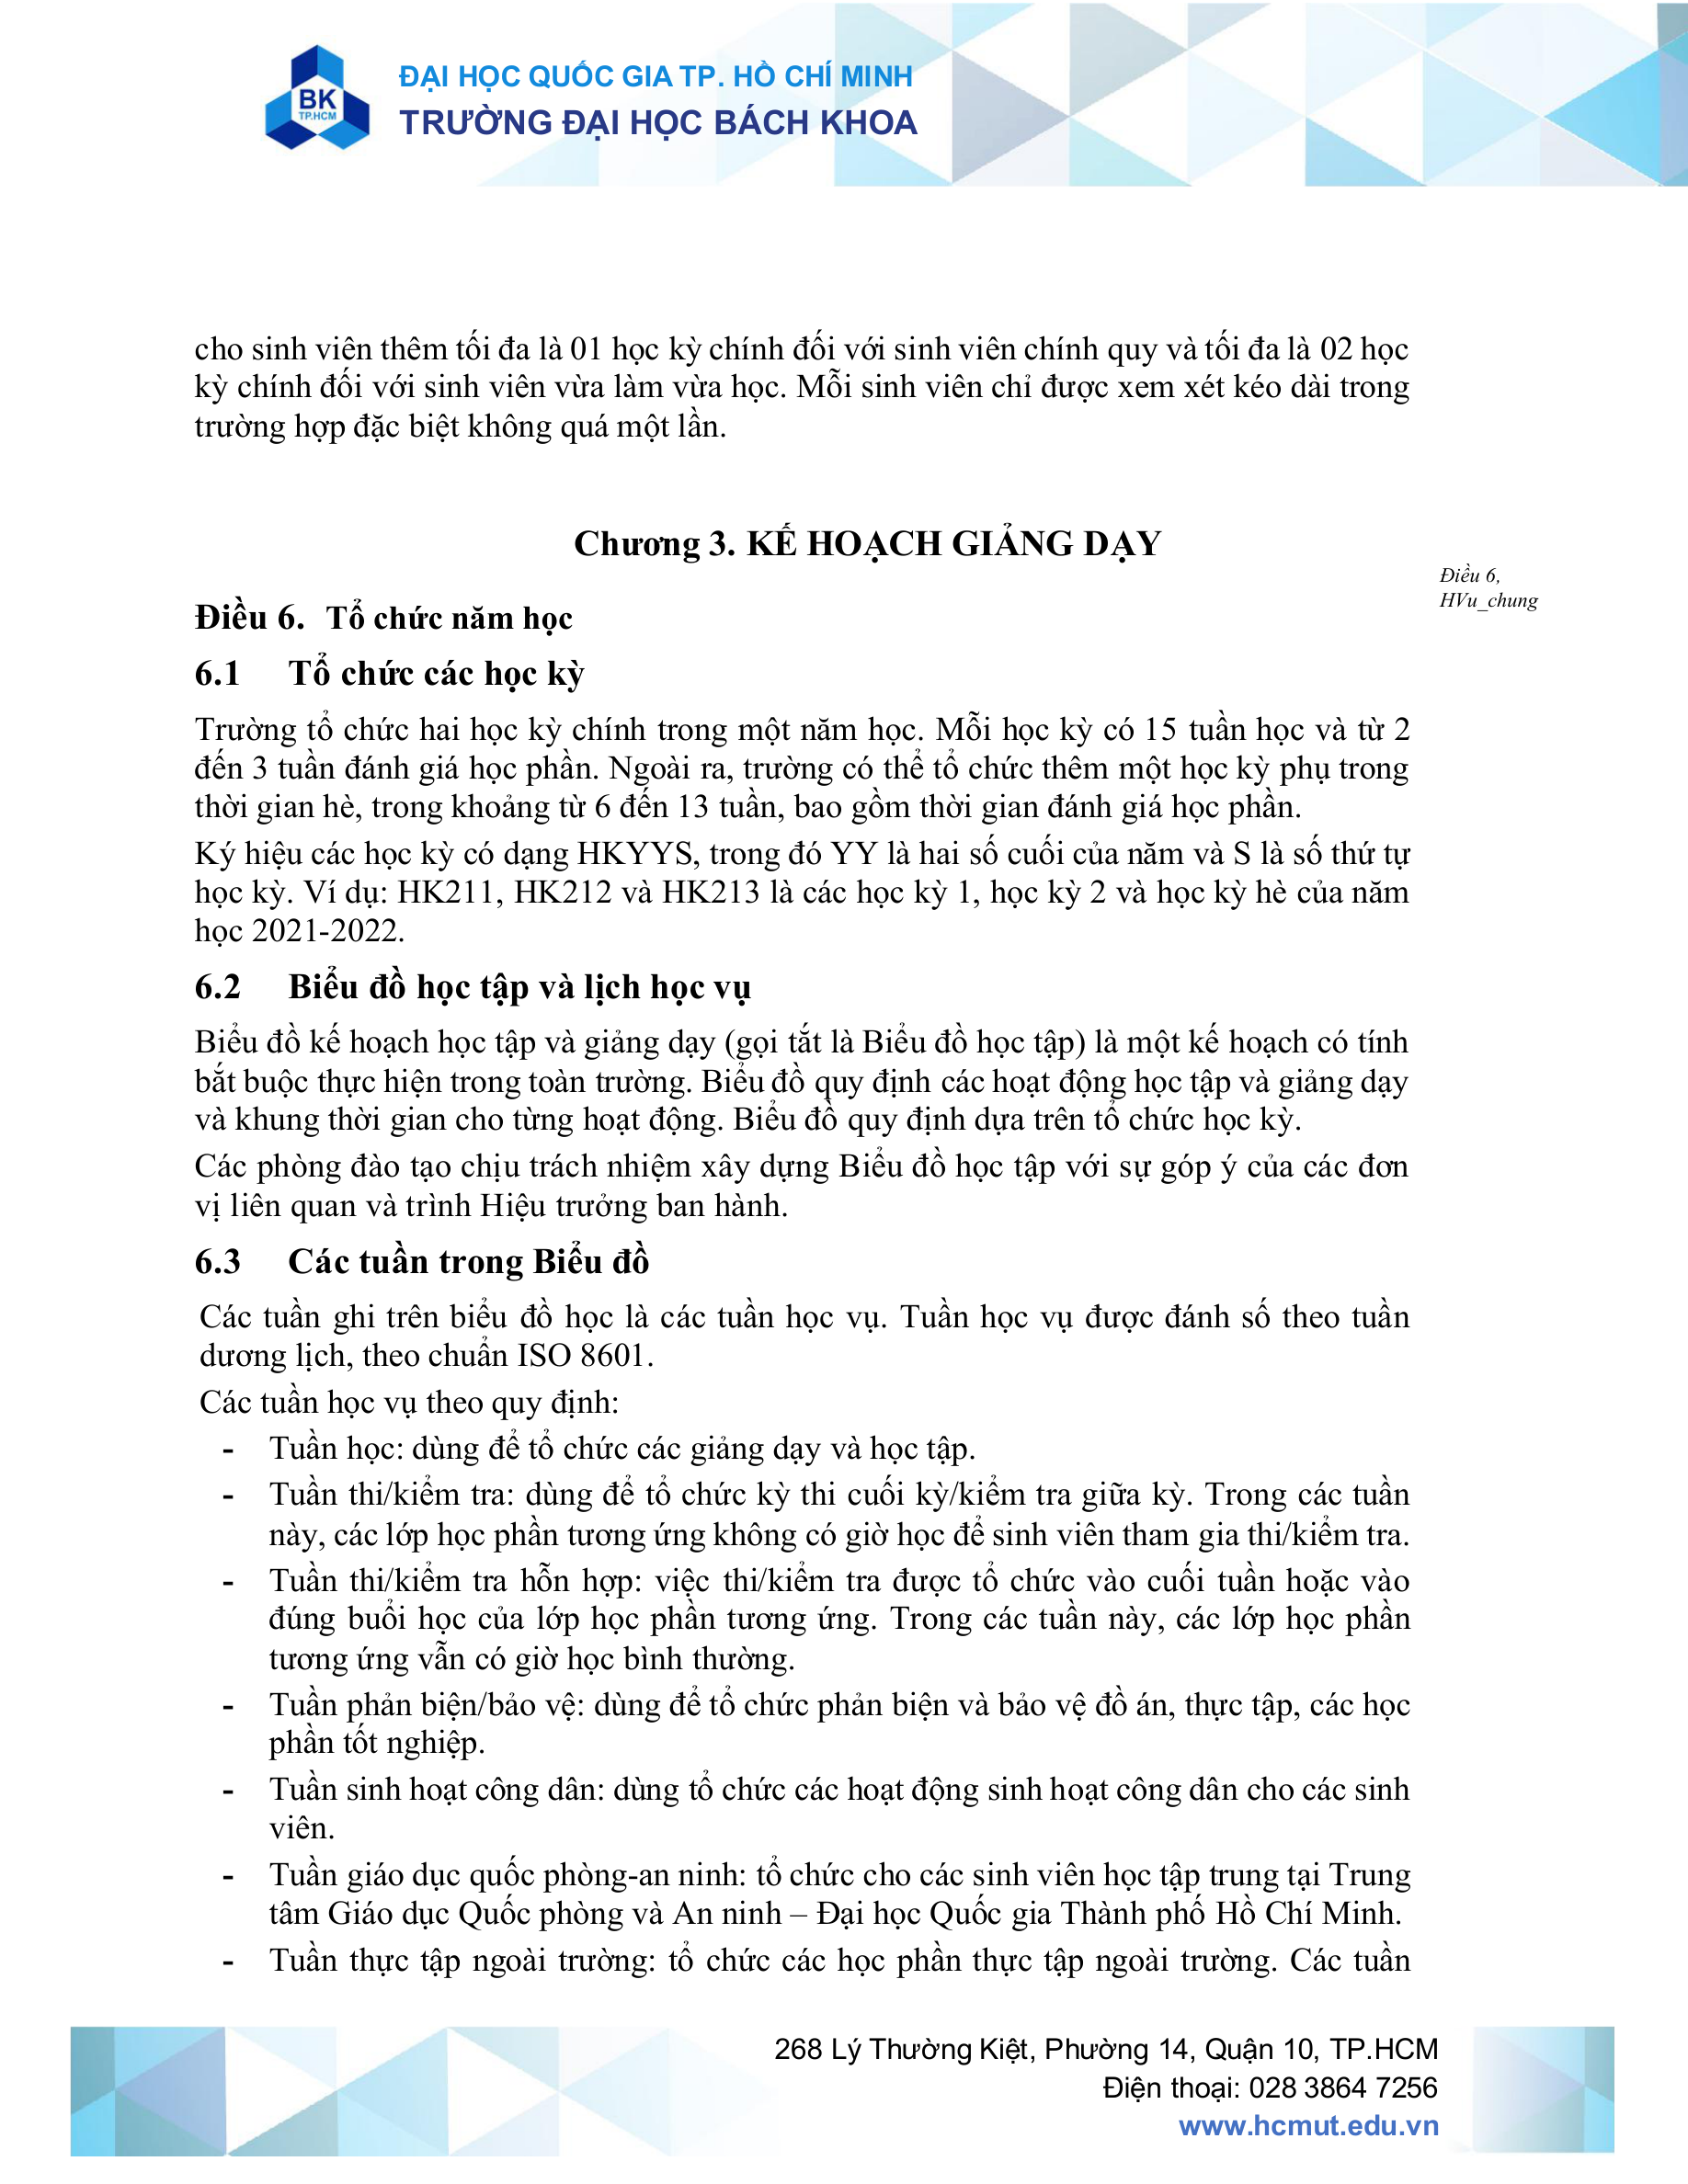 BK
TP.HCM
ĐẠI HỌC QUỐC GIA TP. HỒ CHÍ MINH
TRƯỜNG ĐẠI HỌC BÁCH KHOA
cho sinh viên thêm tối đa là 01 học kỳ chính đối với sinh viên chính quy và tối đa là 02 học
kỳ chính đối với sinh viên vừa làm vừa học. Mỗi sinh viên chỉ được xem xét kéo dài trong
trường hợp đặc biệt không quá một lần.
Chương 3. KẾ HOẠCH GIẢNG DẠY
Điều 6,
HVu_chung
Điều 6. Tổ chức năm học
6.1 Tổ chức các học kỳ
Trường tổ chức hai học kỳ chính trong một năm học. Mỗi học kỳ có 15 tuần học và từ 2
đến 3 tuần đánh giá học phần. Ngoài ra, trường có thể tổ chức thêm một học kỳ phụ trong
thời gian hè, trong khoảng từ 6 đến 13 tuần, bao gồm thời gian đánh giá học phần.
Ký hiệu các học kỳ có dạng HKYYS, trong đó YY là hai số cuối của năm và S là số thứ tự
học kỳ. Ví dụ: HK211, HK212 và HK213 là các học kỳ 1, học kỳ 2 và học kỳ hè của năm
học 2021-2022.
6.2 Biểu đồ học tập và lịch học vụ
Biểu đồ kế hoạch học tập và giảng dạy (gọi tắt là Biểu đồ học tập) là một kế hoạch có tính
bắt buộc thực hiện trong toàn trường. Biểu đồ quy định các hoạt động học tập và giảng dạy
và khung thời gian cho từng hoạt động. Biểu đồ quy định dựa trên tổ chức học kỳ.
Các phòng đào tạo chịu trách nhiệm xây dựng Biểu đồ học tập với sự góp ý của các đơn
vị liên quan và trình Hiệu trưởng ban hành.
6.3 Các tuần trong Biểu đồ
Các tuần ghi trên biểu đồ học là các tuần học vụ. Tuần học vụ được đánh số theo tuần
dương lịch, theo chuẩn ISO 8601.
Các tuần học vụ theo quy định:
- Tuần học: dùng để tổ chức các giảng dạy và học tập.
- Tuần thi/kiểm tra: dùng để tổ chức kỳ thi cuối kỳ/kiểm tra giữa kỳ. Trong các tuần
này, các lớp học phần tương ứng không có giờ học để sinh viên tham gia thi/kiểm tra.
- Tuần thi/kiểm tra hỗn hợp: việc thi/kiểm tra được tổ chức vào cuối tuần hoặc vào
đúng buổi học của lớp học phần tương ứng. Trong các tuần này, các lớp học phần
tương ứng vẫn có giờ học bình thường.
- Tuần phản biện/bảo vệ: dùng để tổ chức phản biện và bảo vệ đồ án, thực tập, các học
phần tốt nghiệp.
- Tuần sinh hoạt công dân: dùng tổ chức các hoạt động sinh hoạt công dân cho các sinh
viên.
- Tuần giáo dục quốc phòng-an ninh: tổ chức cho các sinh viên học tập trung tại Trung
tâm Giáo dục Quốc phòng và An ninh – Đại học Quốc gia Thành phố Hồ Chí Minh.
- Tuần thực tập ngoài trường: tổ chức các học phần thực tập ngoài trường. Các tuần
268 Lý Thường Kiệt, Phường 14, Quận 10, TP.HCM
Điện thoại: 028 3864 7256
www.hcmut.edu.vn